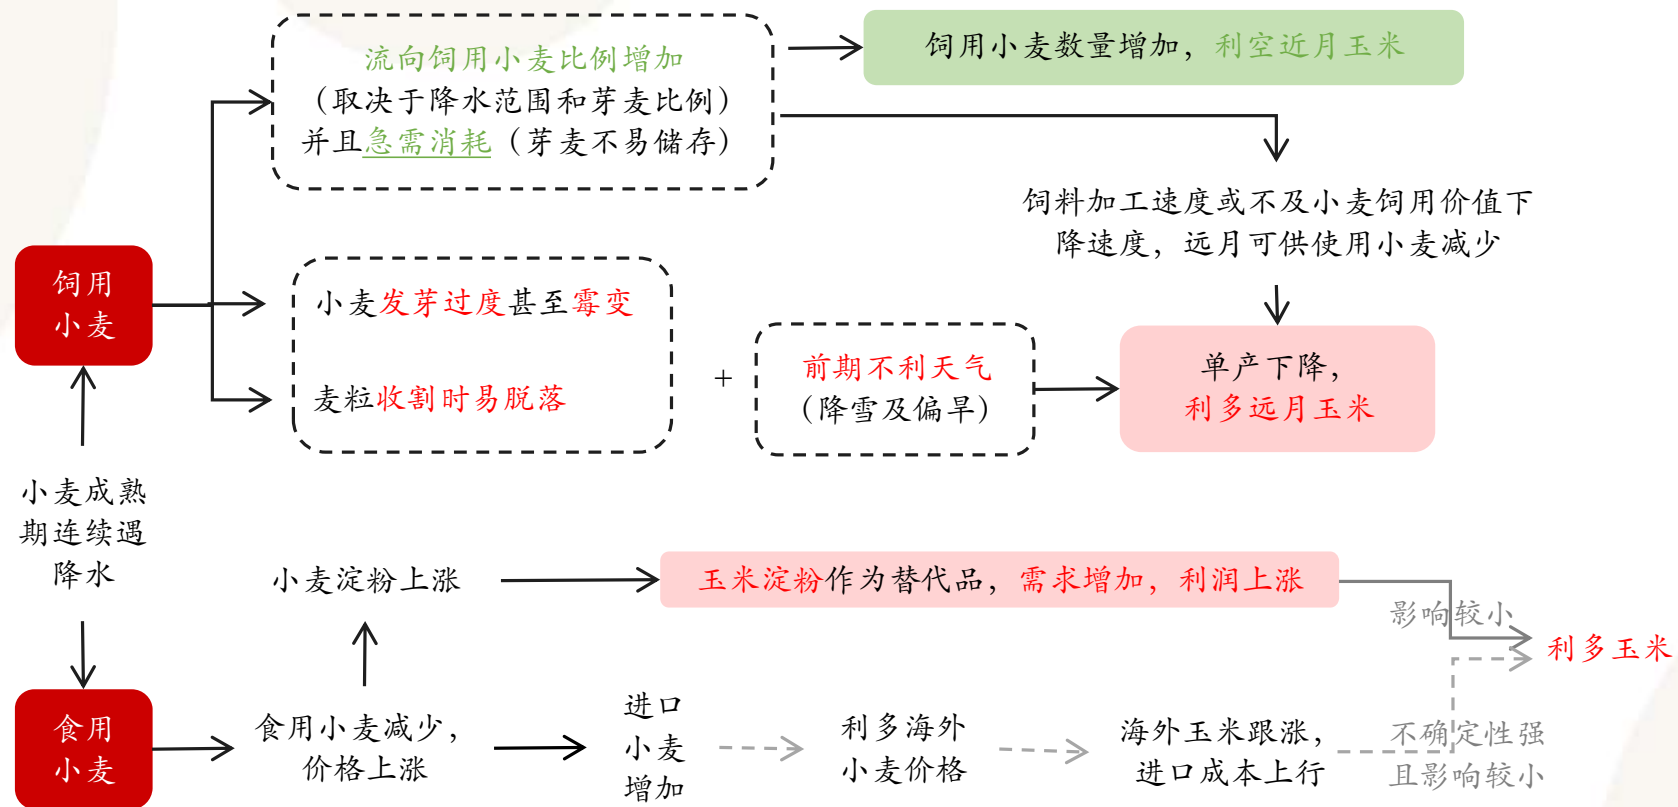 流向饲用小麦比例增加
（取决于降水范围和芽麦比例）
并且急需消耗（芽麦不易储存）
饲用小麦数量增加，利空近月玉米
饲料加工速度或不及小麦饲用价值下
降速度，远月可供使用小麦减少
饲用
小麦
小麦发芽过度甚至霉变
麦粒收割时易脱落
+
前期不利天气
（降雪及偏旱）
单产下降，
利多远月玉米
小麦成熟
期连续遇
降水
小麦淀粉上涨
玉米淀粉作为替代品，需求增加，利润上涨
影响较小
利多玉米
食用
小麦
食用小麦减少，
价格上涨
进口
小麦
增加
利多海外
小麦价格
海外玉米跟涨，
进口成本上行
不确定性强
且影响较小